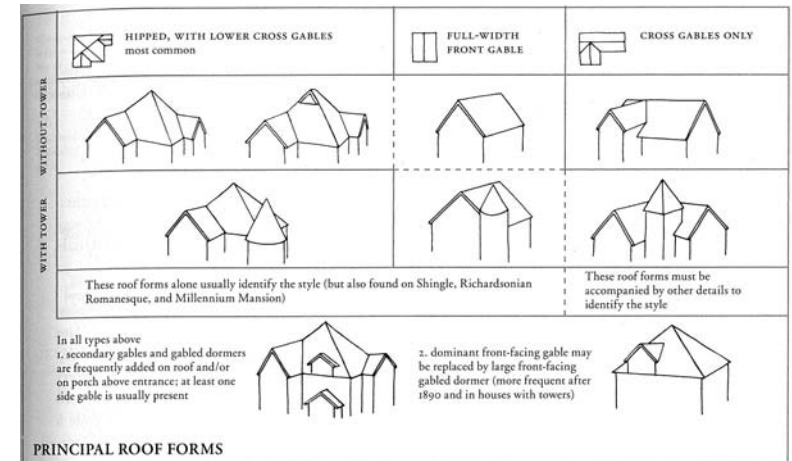 HIPPED, WITH LOWER CROSS GABLES
most common
FULL-WIDTH
FRONT GABLE
CROSS GABLES ONLY
WITHOUT TOWER
WITH TOWER
These roof forms alone usually identify the style (but also found on Shingle, Richardsonian
Romanesque, and Millennium Mansion)
These roof forms must be
accompanied by other details to
identify the style
In all types above
1. secondary gables and gabled dormers
are frequently added on roof and/or
on porch above entrance; at least one
side gable is usually present
2. dominant front-facing gable may
be replaced by large front-facing
gabled dormer (more frequent after
1890 and in houses with towers)
PRINCIPAL ROOF FORMS